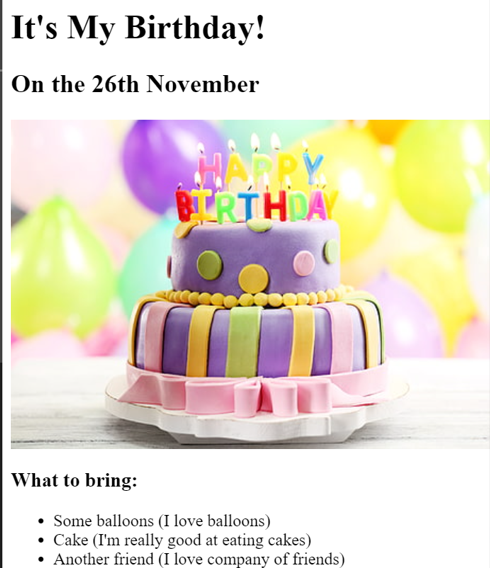 It's My Birthday!
On the 26th November
HAPPY
BIRTHDAY
What to bring:
Some balloons (I love balloons)
Cake (I'm really good at eating cakes)
Another friend (I love company of friends)